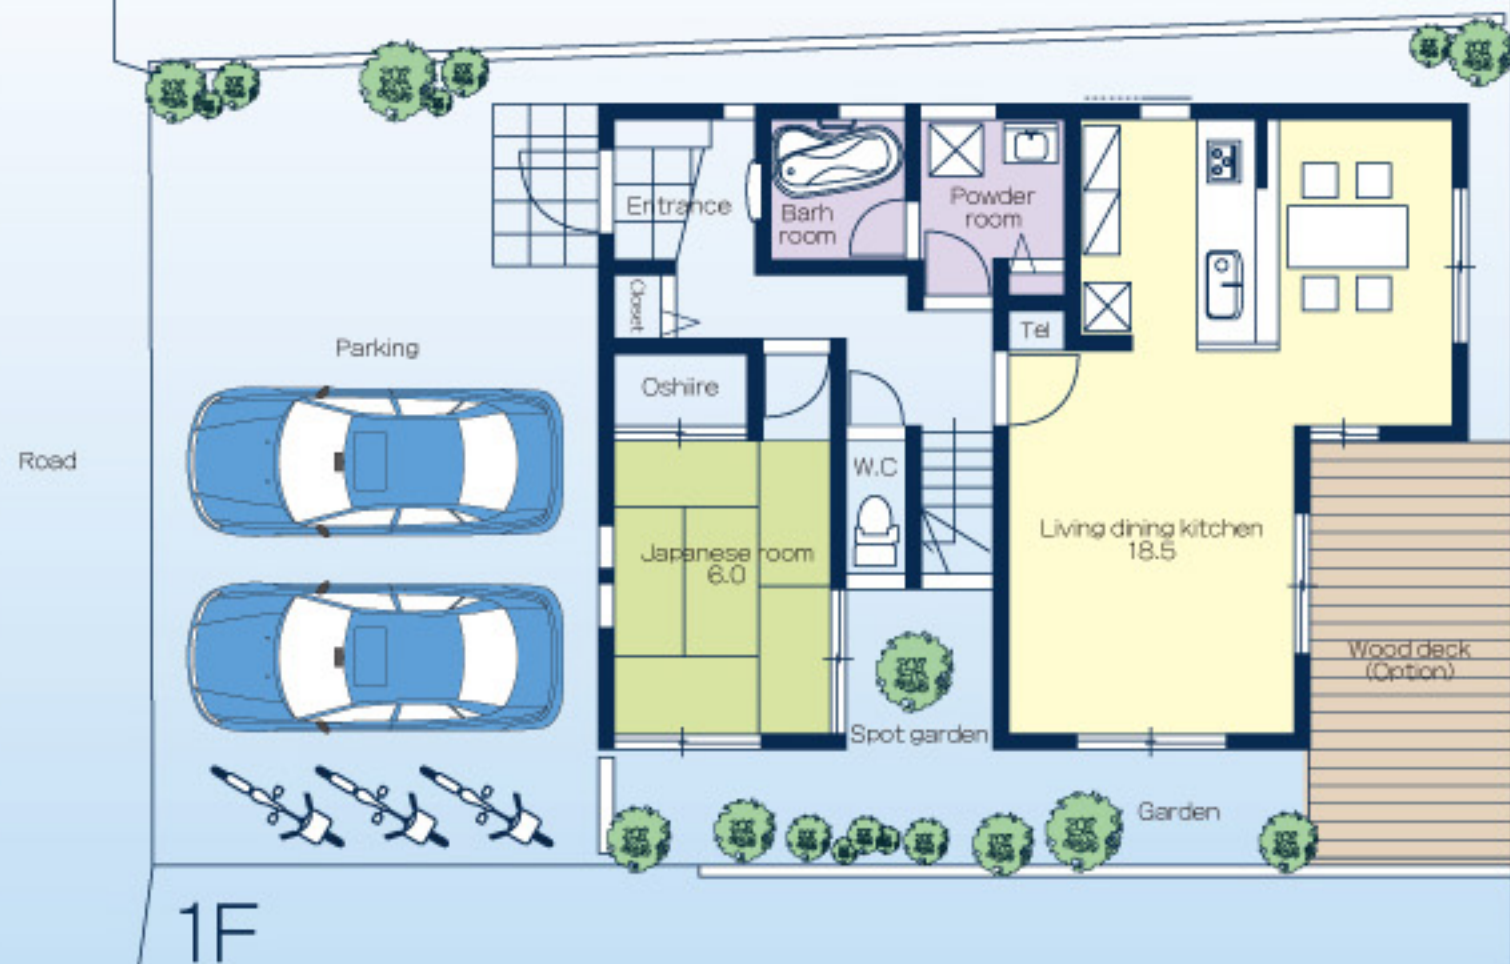 Entrance
Barh
room
Powder
room
Closet
Tel
Parking
Oshiire
Road
W.C
Living dining kitchen
18.5
Japanese room
6.0
Wood deck
(Option)
Spot garden
Garden
1F